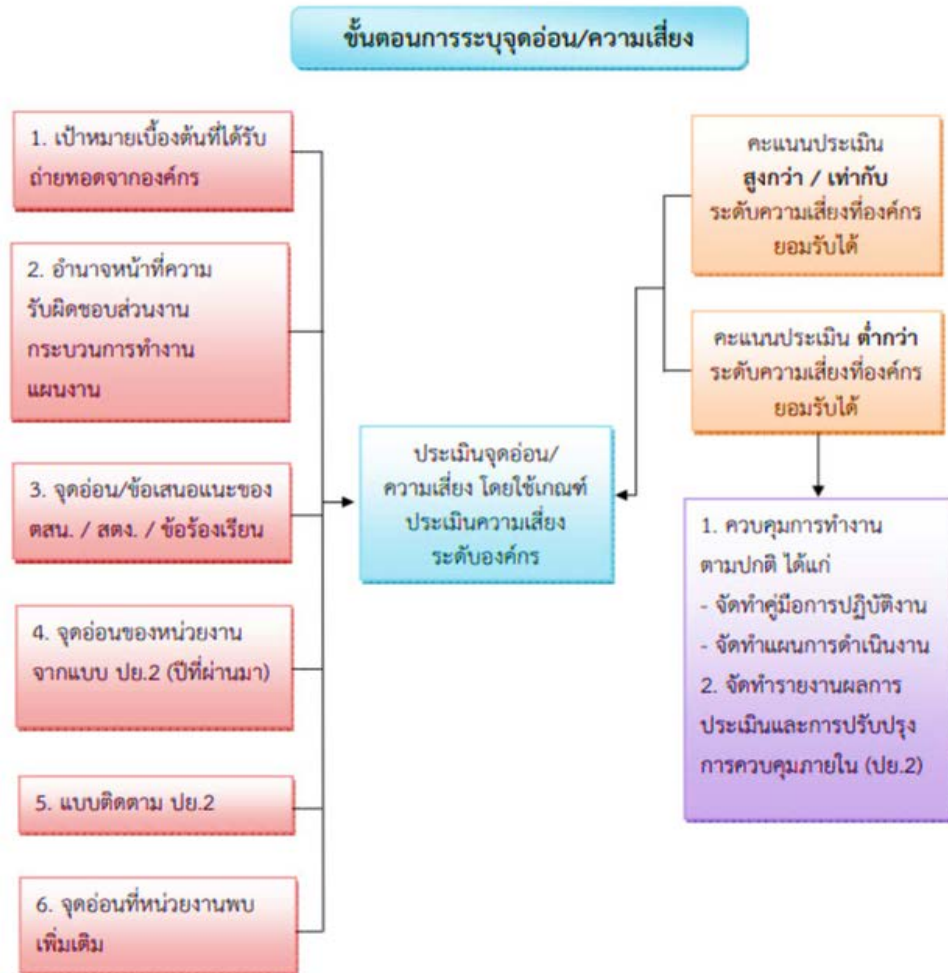 ขั้นตอนการระบุจุดอ่อน/ความเสี่ยง
1. เป้าหมายเบื้องต้นที่ได้รับ
ถ่ายทอดจากองค์กร
2. อำนาจหน้าที่ความ
รับผิดชอบส่วนงาน
กระบวนการทำงาน
แผนงาน
3. จุดอ่อน/ข้อเสนอแนะของ
ตสน. / สตง. / ข้อร้องเรียน
4. จุดอ่อนของหน่วยงาน
จากแบบ ปย.2 (ปีที่ผ่านมา)
5. แบบติดตาม ปย.2
6. จุดอ่อนที่หน่วยงานพบ
เพิ่มเติม
ประเมินจุดอ่อน/
ความเสี่ยง โดยใช้เกณฑ์
ประเมินความเสี่ยง
ระดับองค์กร
คะแนนประเมิน
สูงกว่า / เท่ากับ
ระดับความเสี่ยงที่องค์กร
ยอมรับได้
คะแนนประเมิน ต่ำกว่า
ระดับความเสี่ยงที่องค์กร
ยอมรับได้
1. ควบคุมการทำงาน
ตามปกติ ได้แก่
- จัดทำคู่มือการปฏิบัติงาน
- จัดทำแผนการดำเนินงาน
2. จัดทำรายงานผลการ
ประเมินและการปรับปรุง
การควบคุมภายใน (ปย.2)